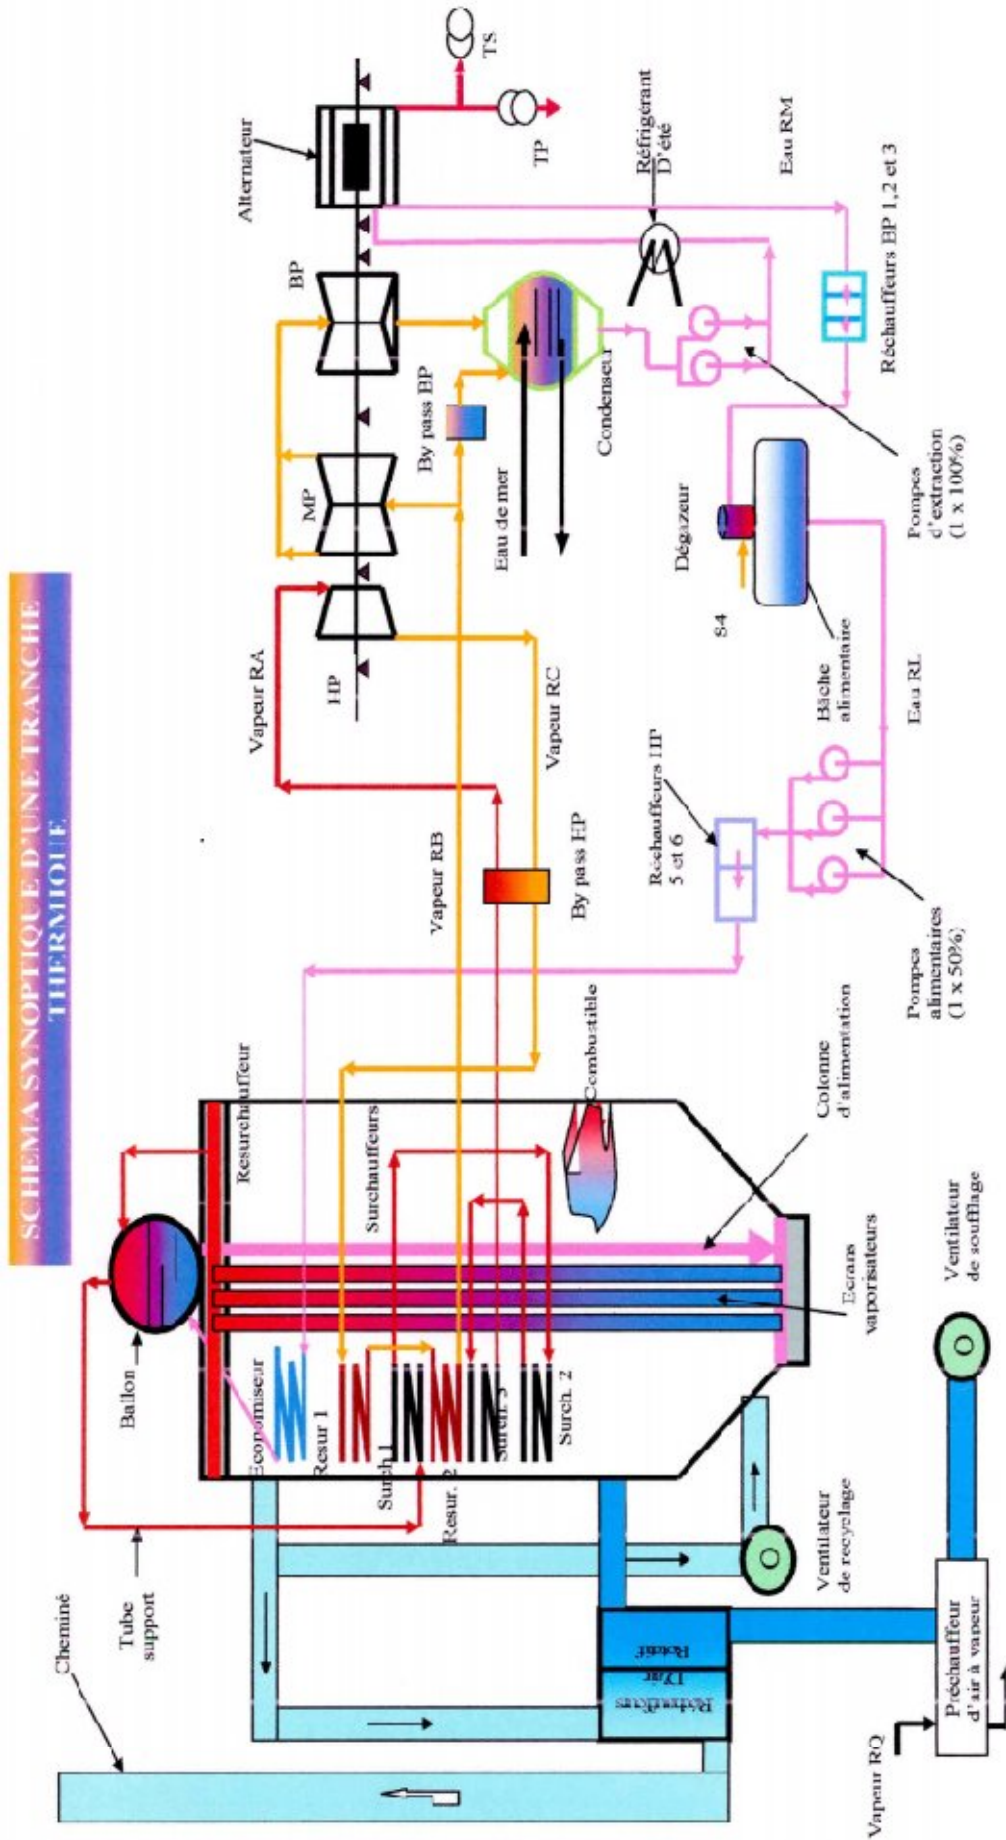 SCHEMA SYNOPTIQUE D'UNE TRANCHE
THERMIQUE
Cheminé
Tube
support
Ballon
Resurchauffeur
Economiseur
Resur 1
Surch 1
Resur. 2
Surch. 3
Surch. 2
Surchauffeurs
Combustible
Colonne
d'alimentation
Ecrans
vaporisateurs
Ventilateur
de recyclage
Ventilateur
de soufflage
Réchauffeurs
D'air
Rotatif
Préchauffeur
d'air à vapeur
Vapeur RQ
Vapeur RA
Vapeur RB
Vapeur RC
By pass EP
HP
MP
BP
Alternateur
TS
TP
By pass BP
Eau de mer
Condenseur
Réfrigérant
D'été
Eau RM
Réchauffeurs BP 1,2 et 3
Pompes
d'extraction
(1 x 100%)
Dégazeur
S4
Bâche
alimentaire
Eau RL
Réchauffeurs HP
5 et 6
Pompes
alimentaires
(1 x 50%)